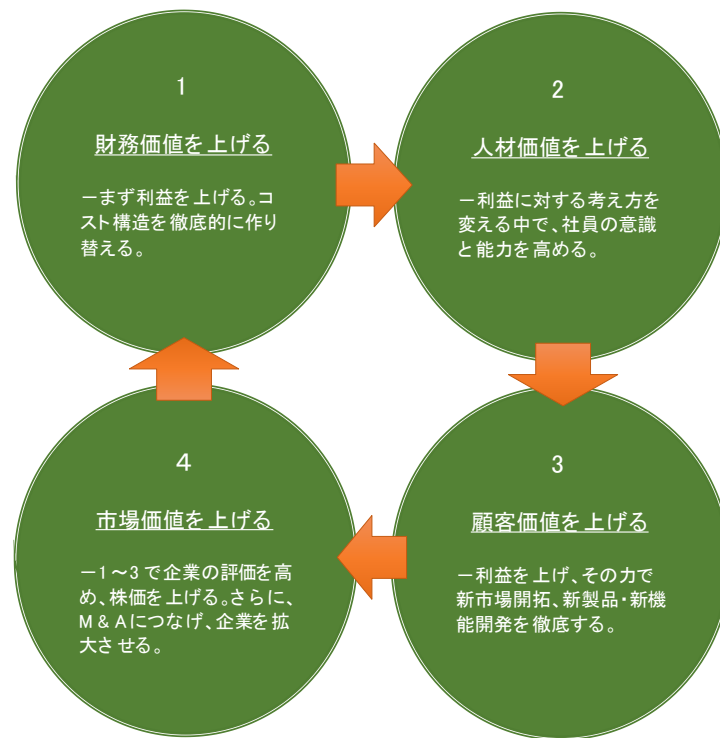 1
財務価値を上げる
－まず利益を上げる。コ
スト構造を徹底的に作り
替える。
2
人材価値を上げる
－利益に対する考え方を
変える中で、社員の意識
と能力を高める。
3
顧客価値を上げる
－利益を上げ、その力で
新市場開拓、新製品・新機
能開発を徹底する。
4
市場価値を上げる
－1～3で企業の評価を高
め、株価を上げる。さらに、
M＆Aにつなげ、企業を拡
大させる。